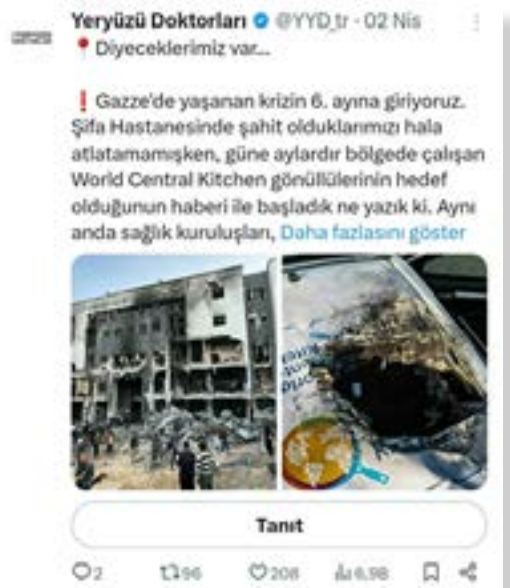 Yeryüzü Doktorları @YYD_tr · 02 Nis
📍Diyeceklerimiz var...
❗Gazze'de yaşanan krizin 6. ayına giriyoruz.
Şifa Hastanesinde şahit olduklarımızı hala
atlatamamışken, güne aylardır bölgede çalışan
World Central Kitchen gönüllülerinin hedef
olduğunun haberi ile başladık ne yazık ki. Aynı
anda sağlık kuruluşları, Daha fazlasını göster
Tanıt
2 196 208 6,9B